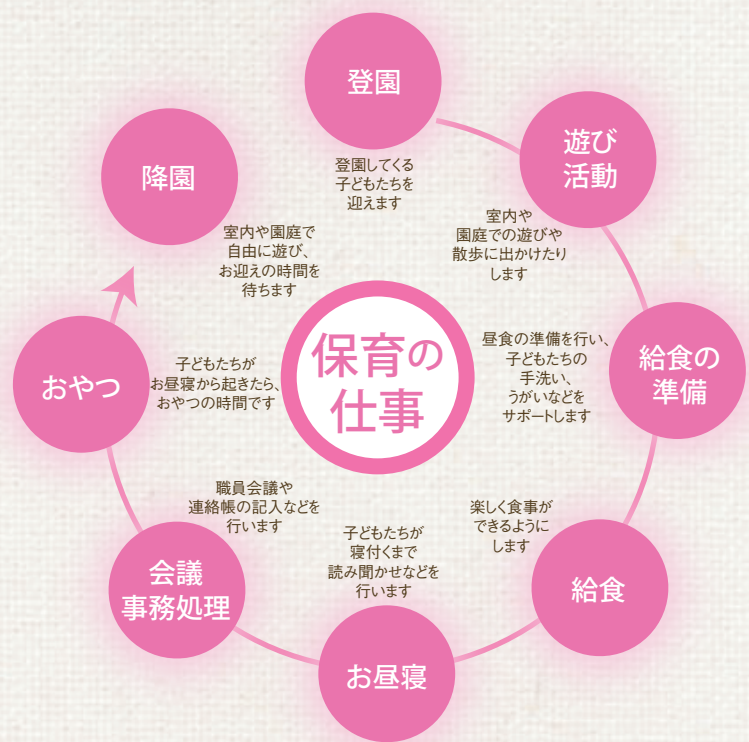 保育の
仕事
登園
登園してくる
子どもたちを
迎えます
遊び
活動
室内や
園庭での遊びや
散歩に出かけたり
します
給食の
準備
昼食の準備を行い、
子どもたちの
手洗い、
うがいなどを
サポートします
給食
楽しく食事が
できるように
します
お昼寝
子どもたちが
寝付くまで
読み聞かせなどを
行います
会議
事務処理
職員会議や
連絡帳の記入などを
行います
おやつ
子どもたちが
お昼寝から起きたら、
おやつの時間です
降園
室内や園庭で
自由に遊び、
お迎えの時間を
待ちます